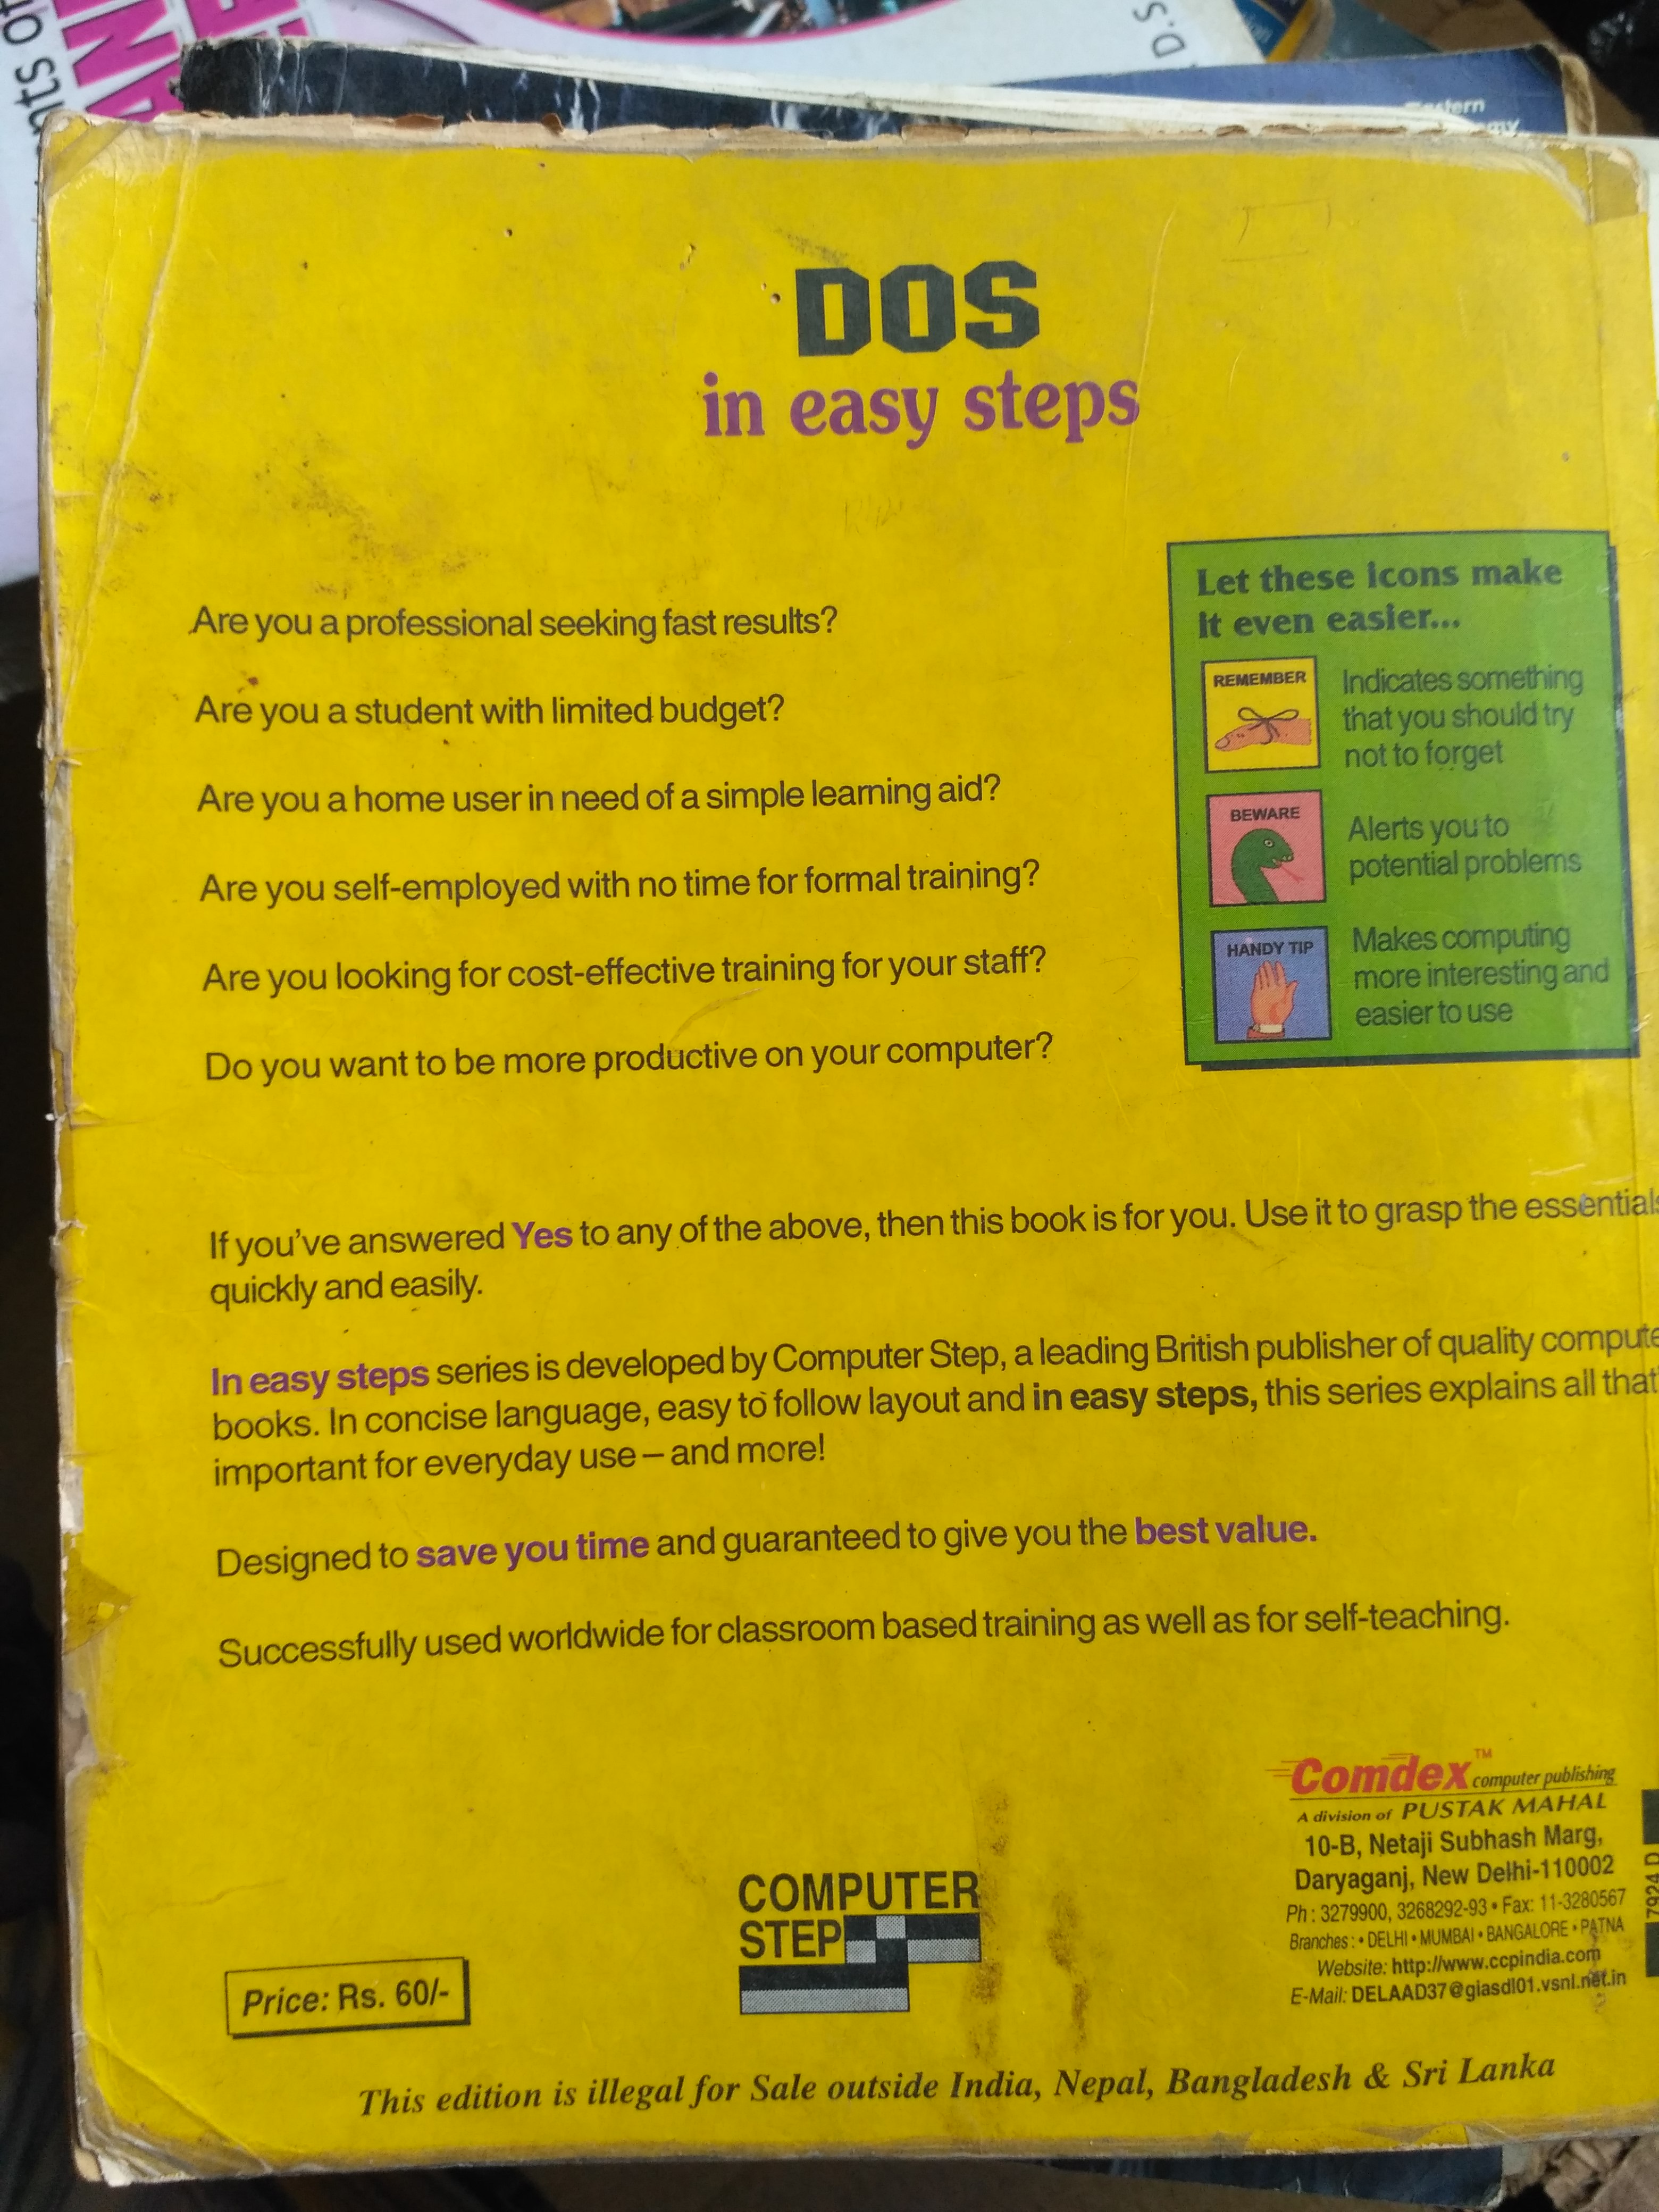 nts of
AN
D.S.
DOS
in easy steps
Are you a professional seeking fast results?
Are you a student with limited budget?
Are you a home user in need of a simple learning aid?
Are you self-employed with no time for formal training?
Are you looking for cost-effective training for your staff?
Do you want to be more productive on your computer?
Let these icons make
it even easier...
REMEMBER
Indicates something
that you should try
not to forget
BEWARE
Alerts you to
potential problems
HANDY TIP
Makes computing
more interesting and
easier to use
If you've answered Yes to any of the above, then this book is for you. Use it to grasp the essentials
quickly and easily.
In easy steps series is developed by Computer Step, a leading British publisher of quality compute
books. In concise language, easy to follow layout and in easy steps, this series explains all that
important for everyday use – and more!
Designed to save you time and guaranteed to give you the best value.
Successfully used worldwide for classroom based training as well as for self-teaching.
Price: Rs. 60/-
COMPUTER
STEP
Comdex™ computer publishing
A division of PUSTAK MAHAL
10-B, Netaji Subhash Marg,
Daryaganj, New Delhi-110002
Ph : 3279900, 3268292-93 • Fax: 11-3280567
Branches : • DELHI • MUMBAI • BANGALORE • PATNA
Website: http://www.ccpindia.com
E-Mail: DELAAD37@giasdl01.vsnl.net.in
7924 D
This edition is illegal for Sale outside India, Nepal, Bangladesh & Sri Lanka